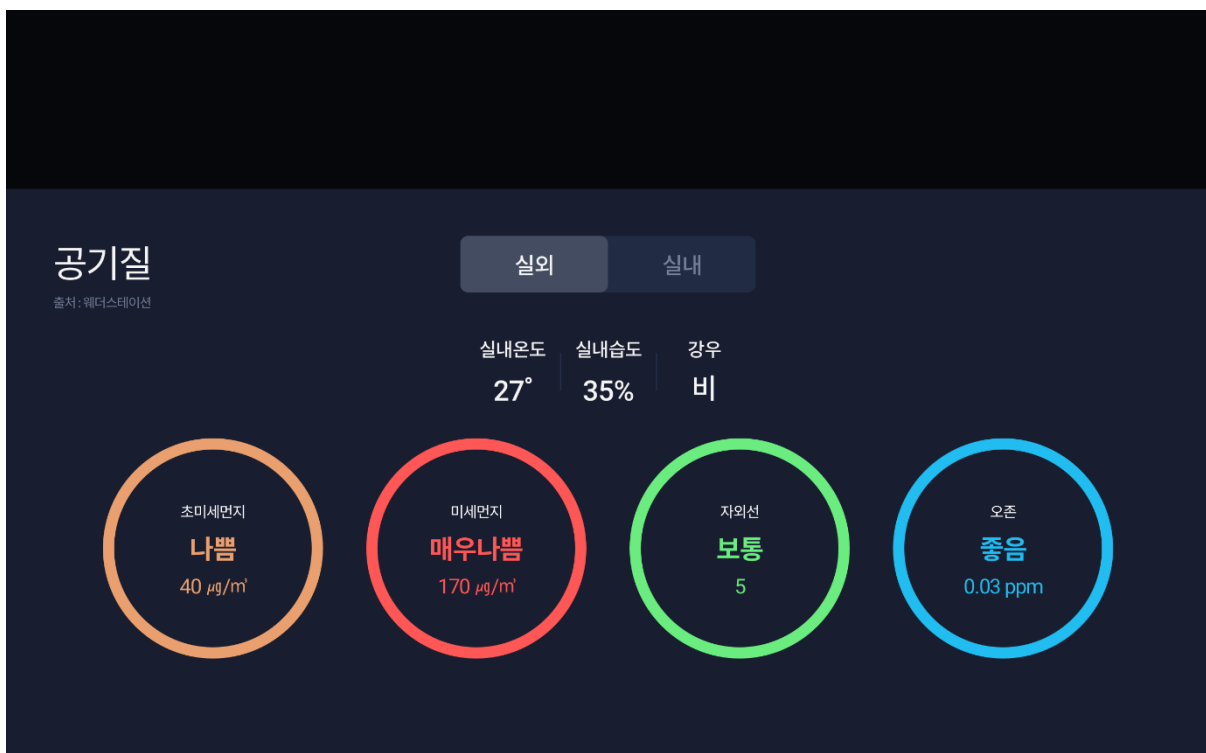 공기질
출처 : 웨더스테이션
실외
실내
실내온도
27°
실내습도
35%
강우
비
초미세먼지
나쁨
40 ㎍/㎥
미세먼지
매우나쁨
170 ㎍/㎥
자외선
보통
5
오존
좋음
0.03 ppm